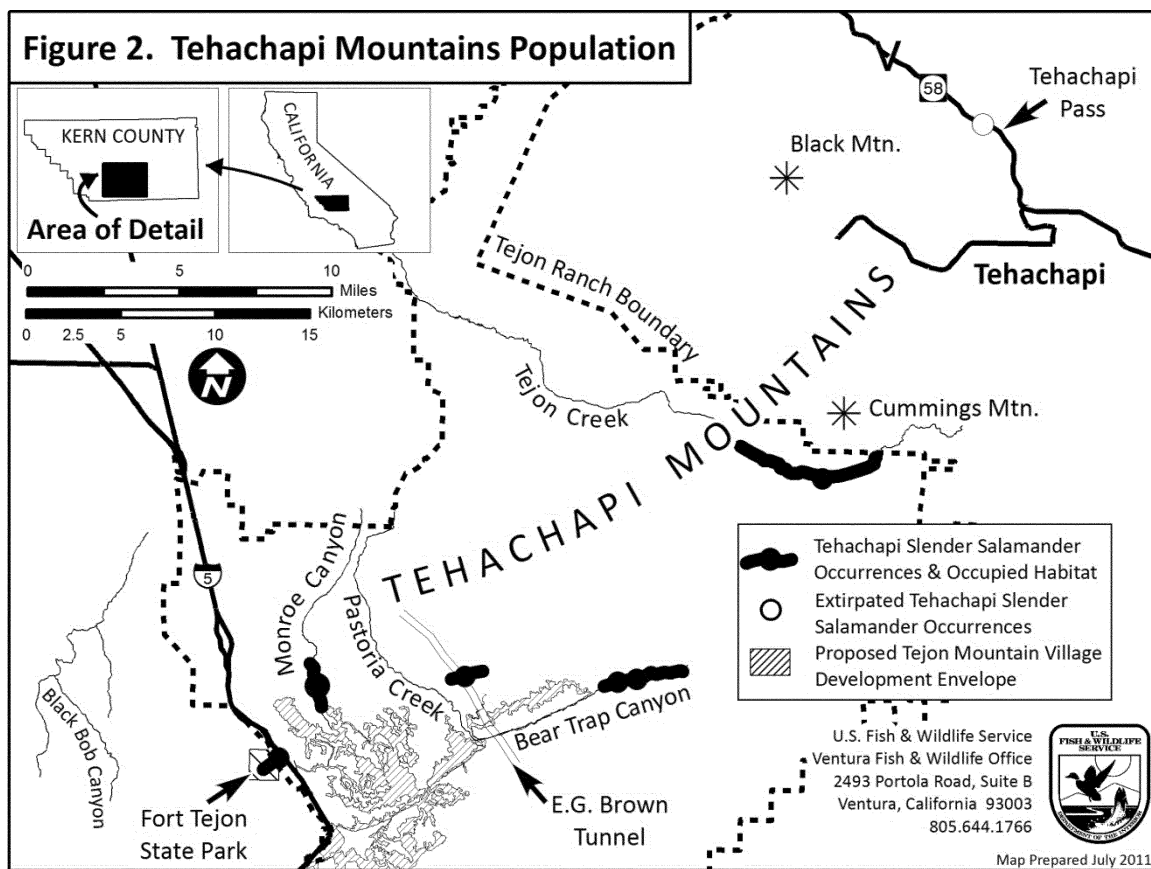 Figure 2. Tehachapi Mountains Population
KERN COUNTY
CALIFORNIA
Area of Detail
0 5 10
Miles
Kilometers
0 2.5 5 10 15
N
58
Tehachapi
Pass
Black Mtn.
Tehachapi
Tejon Ranch Boundary
Tejon Creek
TEHACHAPI MOUNTAINS
Cummings Mtn.
5
Monroe Canyon
Pastoria Creek
Black Bob Canyon
Bear Trap Canyon
Fort Tejon
State Park
E.G. Brown
Tunnel
Tehachapi Slender Salamander
Occurrences & Occupied Habitat
Extirpated Tehachapi Slender
Salamander Occurrences
Proposed Tejon Mountain Village
Development Envelope
U.S. Fish & Wildlife Service
Ventura Fish & Wildlife Office
2493 Portola Road, Suite B
Ventura, California 93003
805.644.1766
U.S.
FISH & WILDLIFE
SERVICE
DEPARTMENT OF THE INTERIOR
Map Prepared July 2011